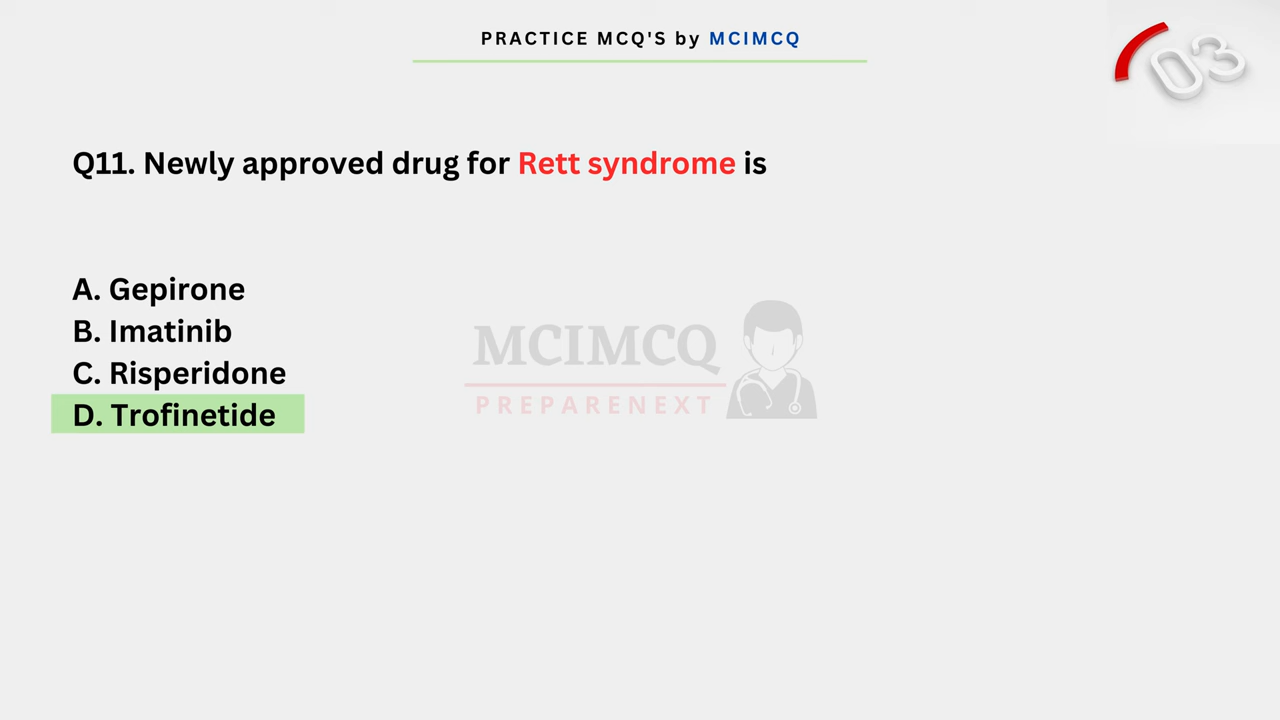 PRACTICE MCQ'S by MCIMCQ
03
Q11. Newly approved drug for Rett syndrome is
A. Gepirone
B. Imatinib
C. Risperidone
D. Trofinetide
MCIMCQ
PREPARENEXT